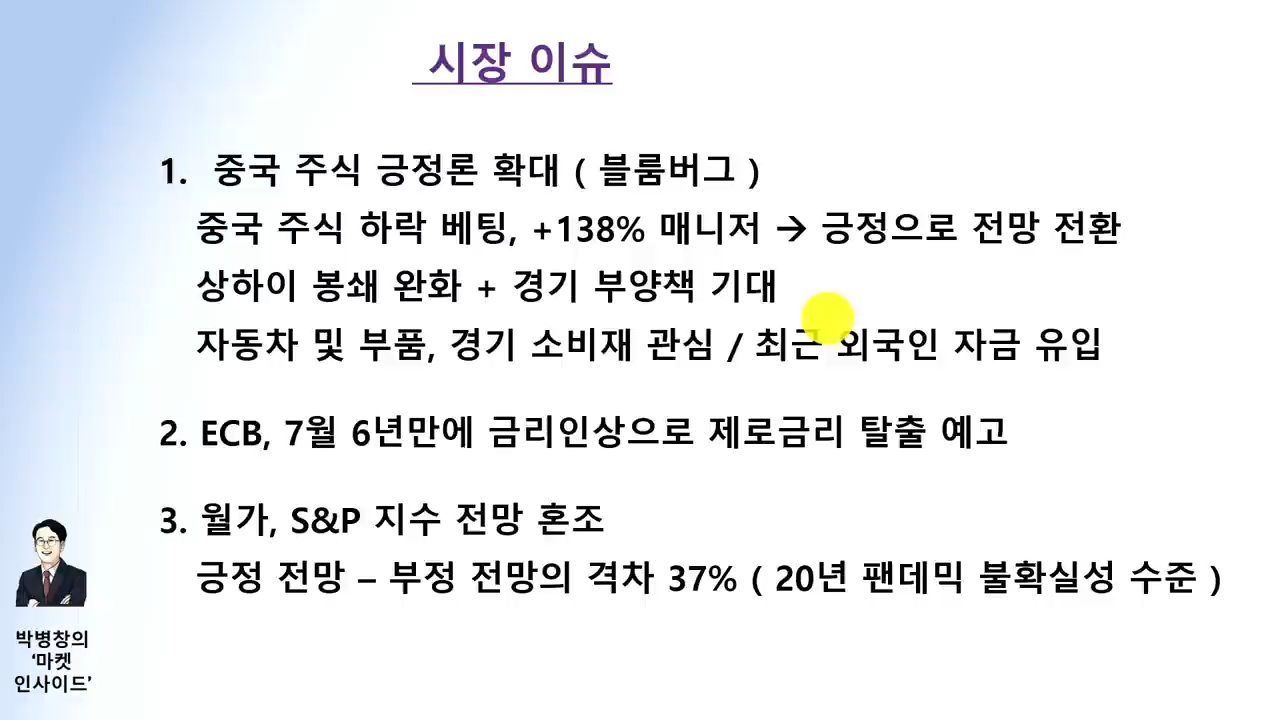 시장 이슈
1. 중국 주식 긍정론 확대 ( 블룸버그 )
중국 주식 하락 베팅, +138% 매니저 → 긍정으로 전망 전환
상하이 봉쇄 완화 + 경기 부양책 기대
자동차 및 부품, 경기 소비재 관심 / 최근 외국인 자금 유입
2. ECB, 7월 6년만에 금리인상으로 제로금리 탈출 예고
3. 월가, S&P 지수 전망 혼조
긍정 전망 – 부정 전망의 격차 37% ( 20년 팬데믹 불확실성 수준 )
박병창의
‘마켓
인사이드’